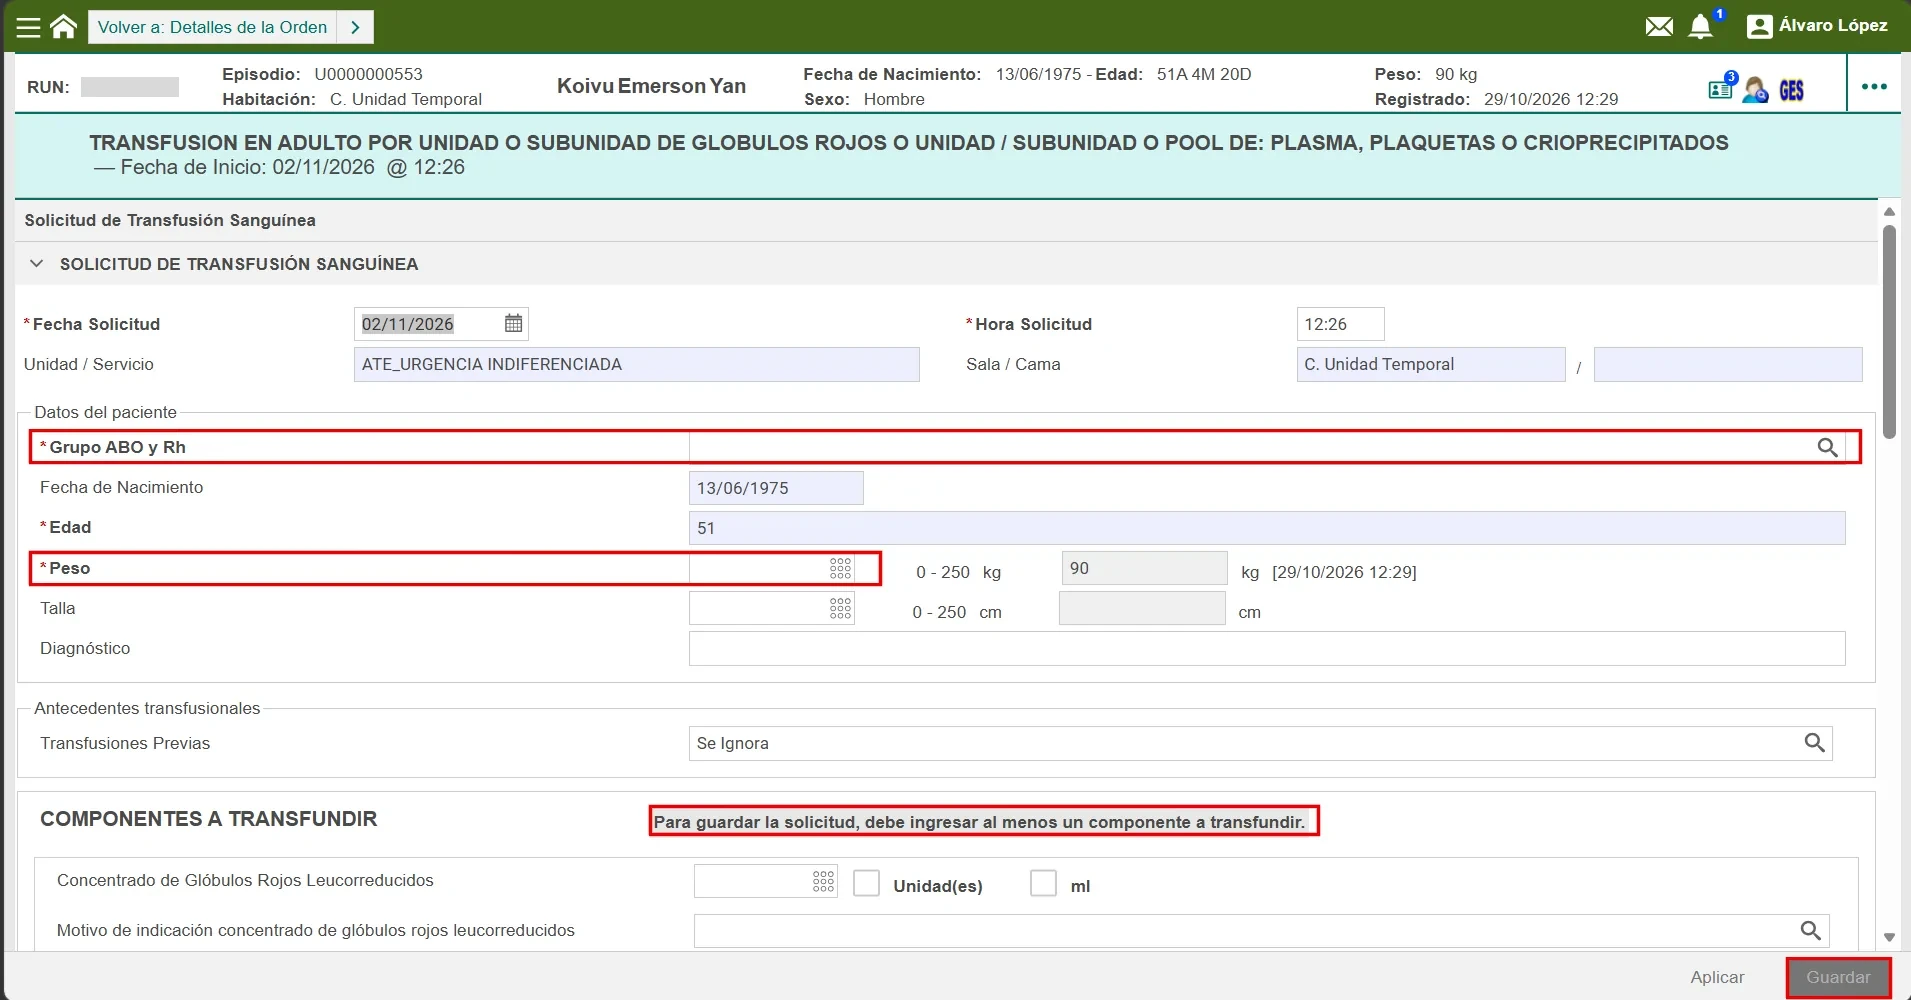 Volver a: Detalles de la Orden
1
Álvaro López
RUN:
Episodio: U0000000553
Habitación: C. Unidad Temporal
Koivu Emerson Yan
Fecha de Nacimiento: 13/06/1975 - Edad: 51A 4M 20D
Sexo: Hombre
Peso: 90 kg
Registrado: 29/10/2026 12:29
3
GES
TRANSFUSION EN ADULTO POR UNIDAD O SUBUNIDAD DE GLOBULOS ROJOS O UNIDAD / SUBUNIDAD O POOL DE: PLASMA, PLAQUETAS O CRIOPRECIPITADOS
— Fecha de Inicio: 02/11/2026 @ 12:26
Solicitud de Transfusión Sanguínea
SOLICITUD DE TRANSFUSIÓN SANGUÍNEA
*Fecha Solicitud 02/11/2026 *Hora Solicitud 12:26
Unidad / Servicio ATE_URGENCIA INDIFERENCIADA Sala / Cama C. Unidad Temporal /
Datos del paciente
*Grupo ABO y Rh
Fecha de Nacimiento 13/06/1975
*Edad 51
*Peso 0 - 250 kg 90 kg [29/10/2026 12:29]
Talla 0 - 250 cm cm
Diagnóstico
Antecedentes transfusionales
Transfusiones Previas Se Ignora
COMPONENTES A TRANSFUNDIR Para guardar la solicitud, debe ingresar al menos un componente a transfundir.
Concentrado de Glóbulos Rojos Leucorreducidos Unidad(es) ml
Motivo de indicación concentrado de glóbulos rojos leucorreducidos
Aplicar Guardar